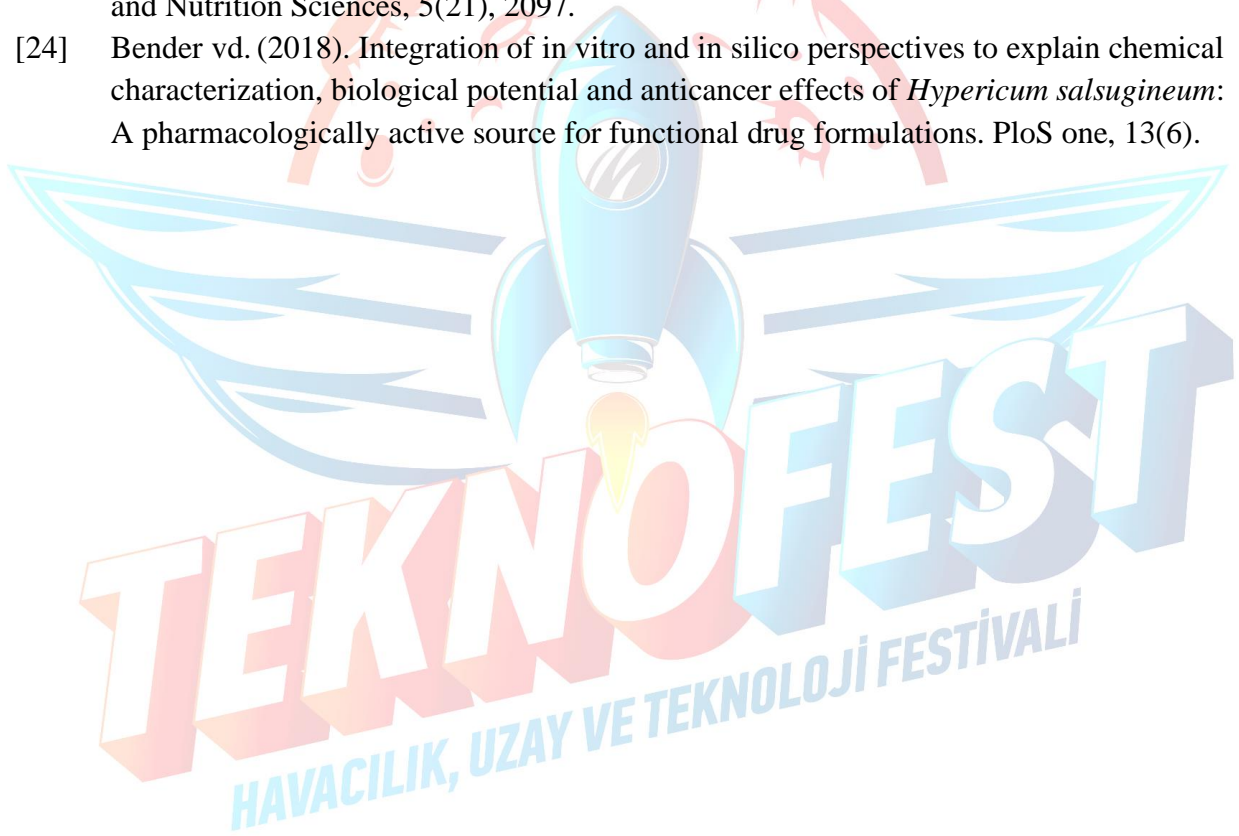 and Nutrition Sciences, 5(21), 2097.
[24] Bender vd. (2018). Integration of in vitro and in silico perspectives to explain chemical
characterization, biological potential and anticancer effects of Hypericum salsugineum:
A pharmacologically active source for functional drug formulations. PloS one, 13(6).
TEKNOFEST
HAVACILIK, UZAY VE TEKNOLOJİ FESTİVALİ